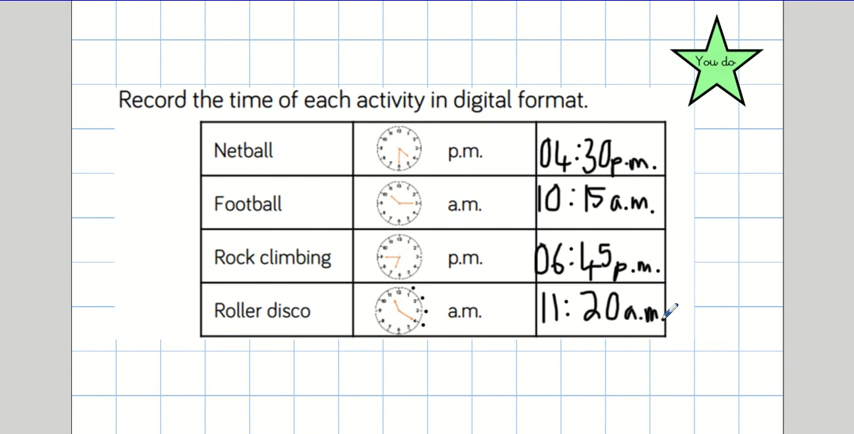 You do
Record the time of each activity in digital format.
Netball p.m. 04:30p.m.
Football a.m. 10:15 a.m.
Rock climbing p.m. 06:45p.m.
Roller disco a.m. 11:20a.m.